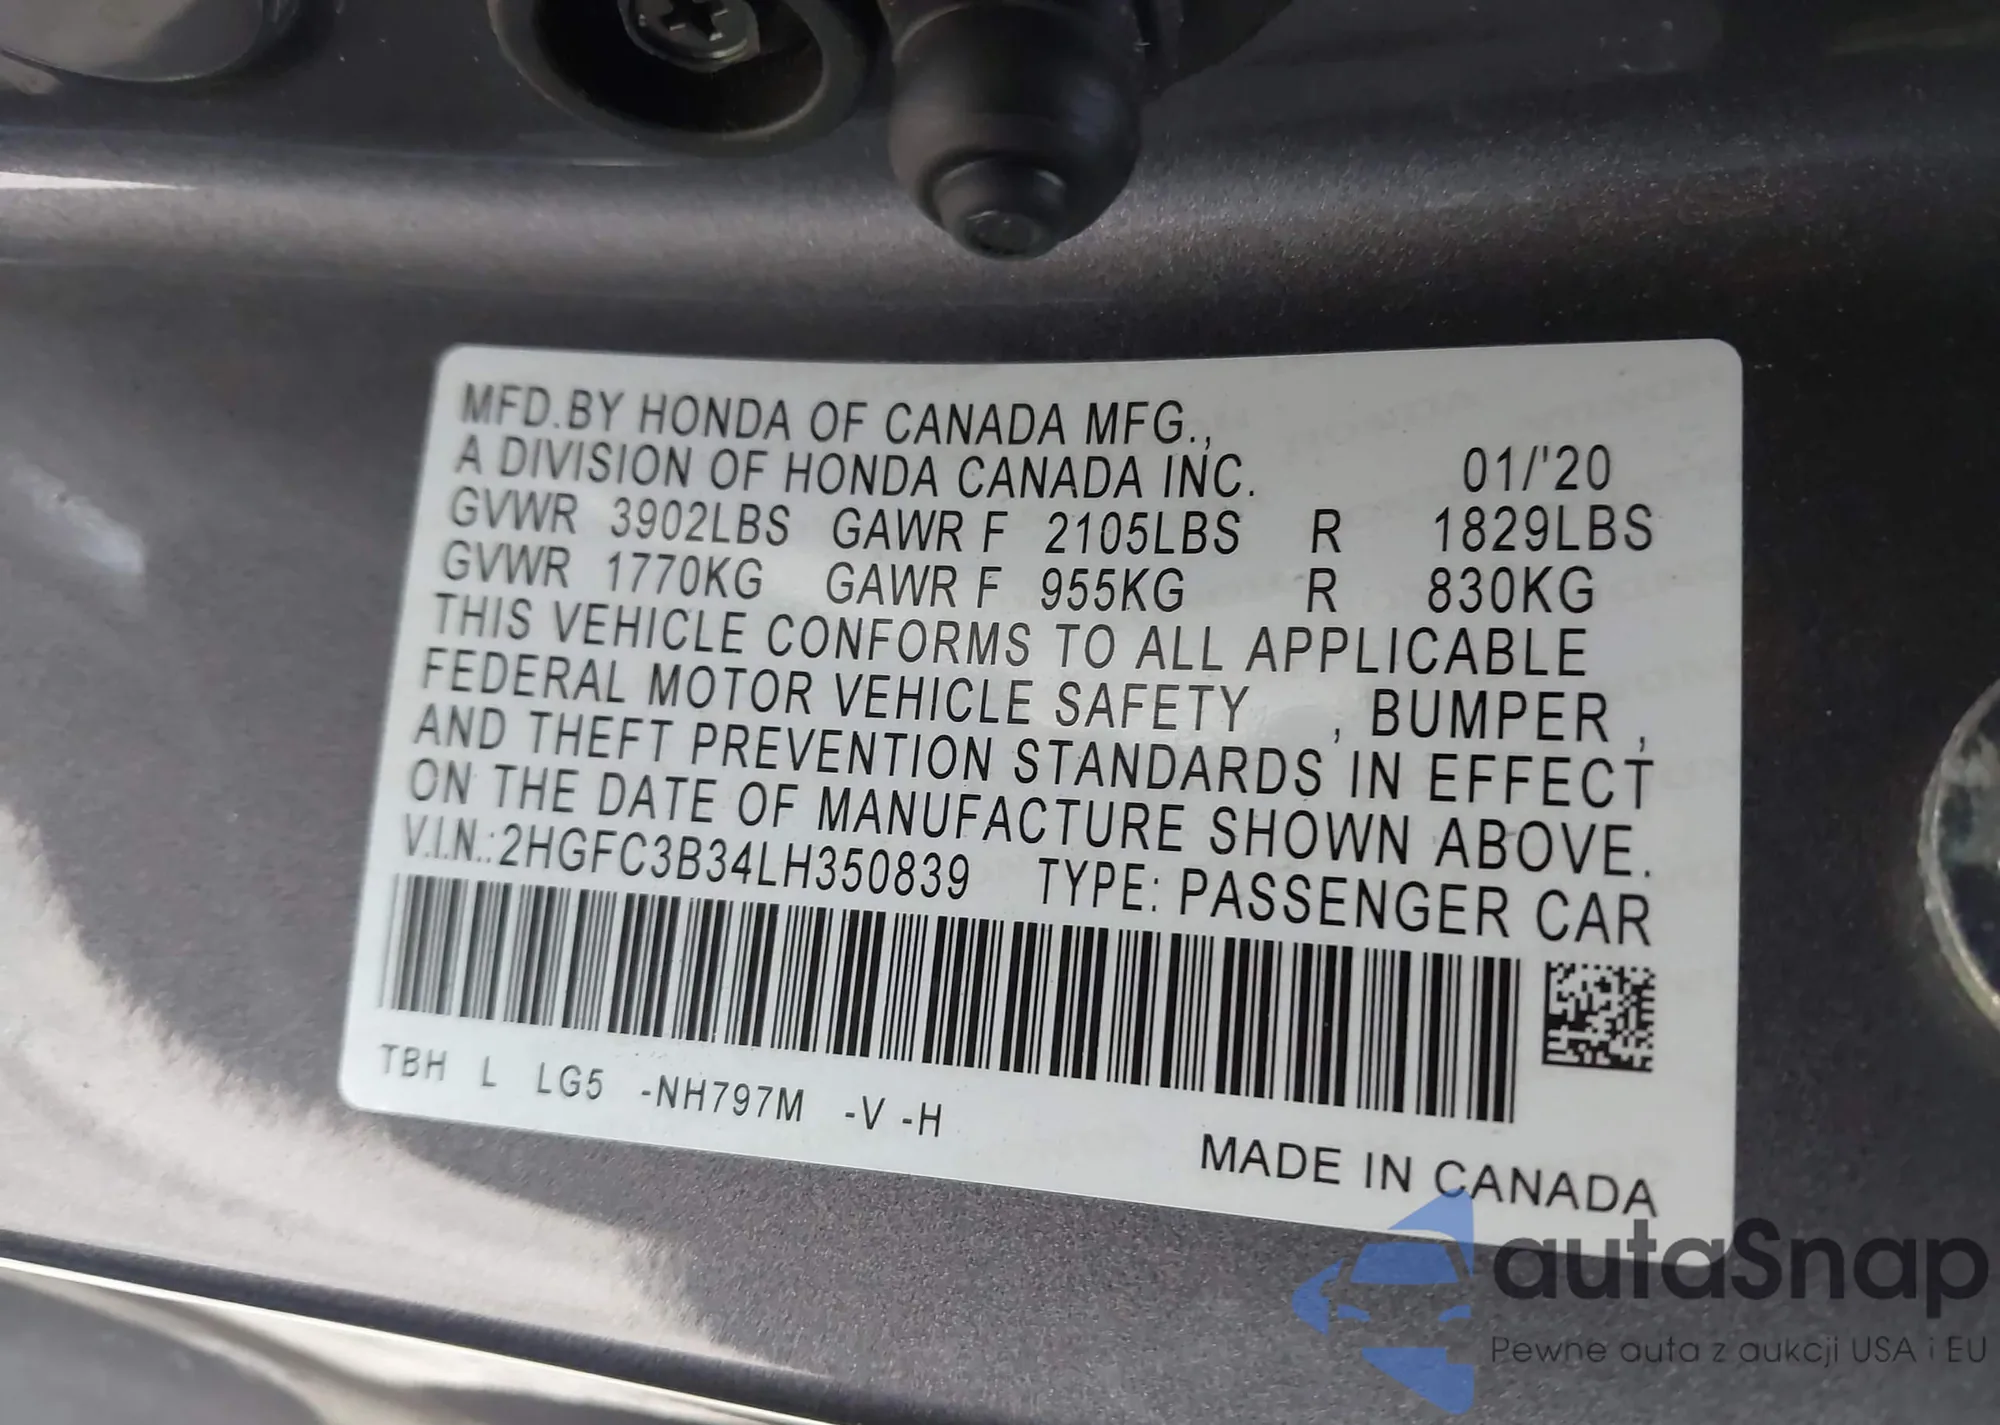 MFD.BY HONDA OF CANADA MFG.,
A DIVISION OF HONDA CANADA INC. 01/'20
GVWR 3902LBS GAWR F 2105LBS R 1829LBS
GVWR 1770KG GAWR F 955KG R 830KG
THIS VEHICLE CONFORMS TO ALL APPLICABLE
FEDERAL MOTOR VEHICLE SAFETY , BUMPER ,
AND THEFT PREVENTION STANDARDS IN EFFECT
ON THE DATE OF MANUFACTURE SHOWN ABOVE.
V.I.N.:2HGFC3B34LH350839 TYPE: PASSENGER CAR
TBH L LG5 -NH797M -V -H
MADE IN CANADA
autaSnap
Pewne auta z aukcji USA i EU